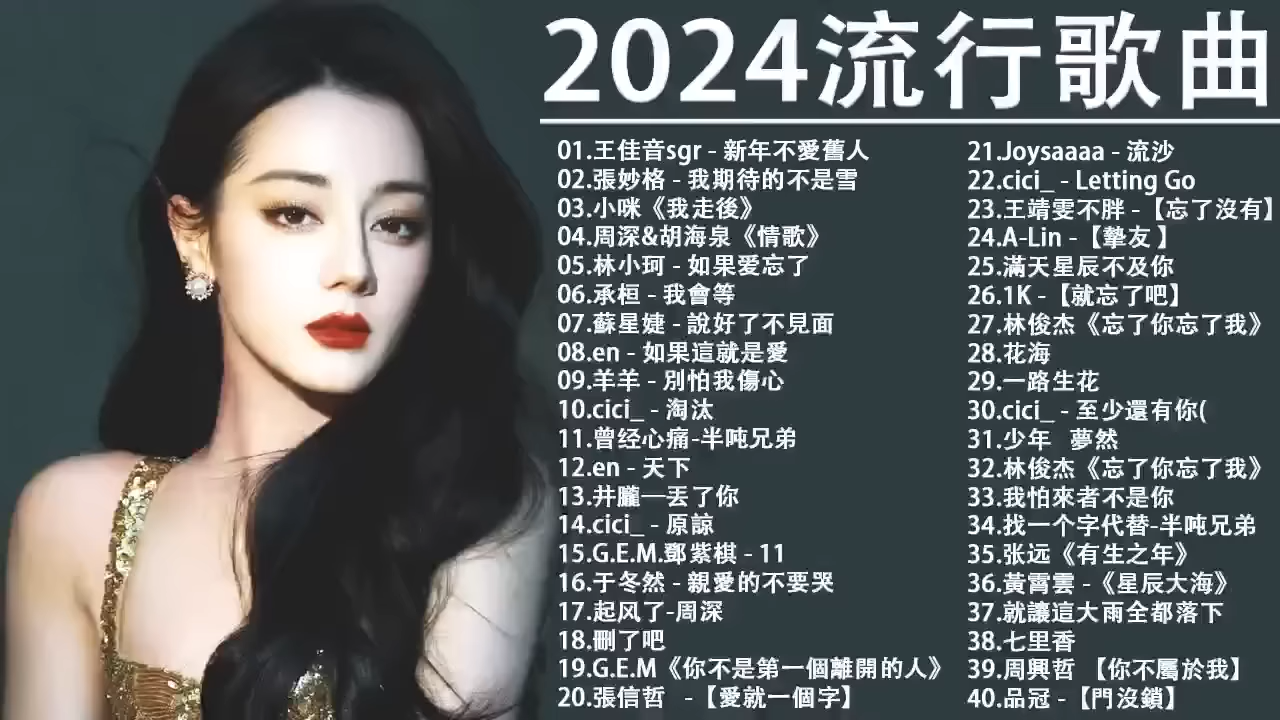 2024流行歌曲
01.王佳音sgr - 新年不愛舊人
02.張妙格 - 我期待的不是雪
03.小咪《我走後》
04.周深&胡海泉《情歌》
05.林小珂 - 如果爱忘了
06.承桓 - 我會等
07.蘇星婕 - 說好了不見面
08.en - 如果這就是愛
09.羊羊 - 別怕我傷心
10.cici_ - 淘汰
11.曾经心痛-半吨兄弟
12.en - 天下
13.井朧—丟了你
14.cici_ - 原諒
15.G.E.M.鄧紫棋 - 11
16.于冬然 - 親愛的不要哭
17.起风了-周深
18.刪了吧
19.G.E.M《你不是第一個離開的人》
20.張信哲 -【愛就一個字】
21.Joysaaaa - 流沙
22.cici_ - Letting Go
23.王靖雯不胖 -【忘了沒有】
24.A-Lin -【摯友 】
25.滿天星辰不及你
26.1K -【就忘了吧】
27.林俊杰《忘了你忘了我》
28.花海
29.一路生花
30.cici_ - 至少還有你(
31.少年 夢然
32.林俊杰《忘了你忘了我》
33.我怕來者不是你
34.找一个字代替-半吨兄弟
35.张远《有生之年》
36.黃霄雲 -《星辰大海》
37.就讓這大雨全都落下
38.七里香
39.周興哲 【你不屬於我】
40.品冠 -【門沒鎖】